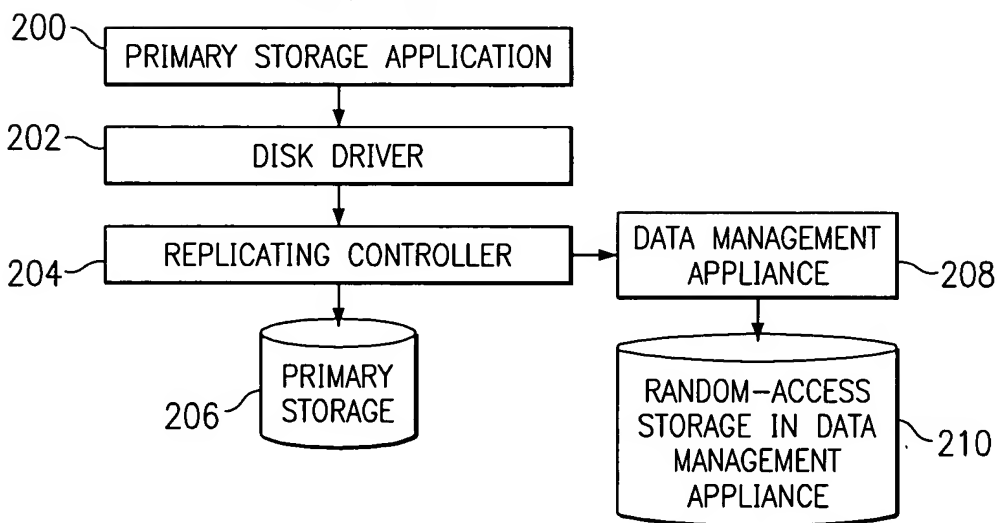 200
PRIMARY STORAGE APPLICATION
202
DISK DRIVER
204
REPLICATING CONTROLLER
DATA MANAGEMENT
APPLIANCE
208
206
PRIMARY
STORAGE
RANDOM-ACCESS
STORAGE IN DATA
MANAGEMENT
APPLIANCE
210